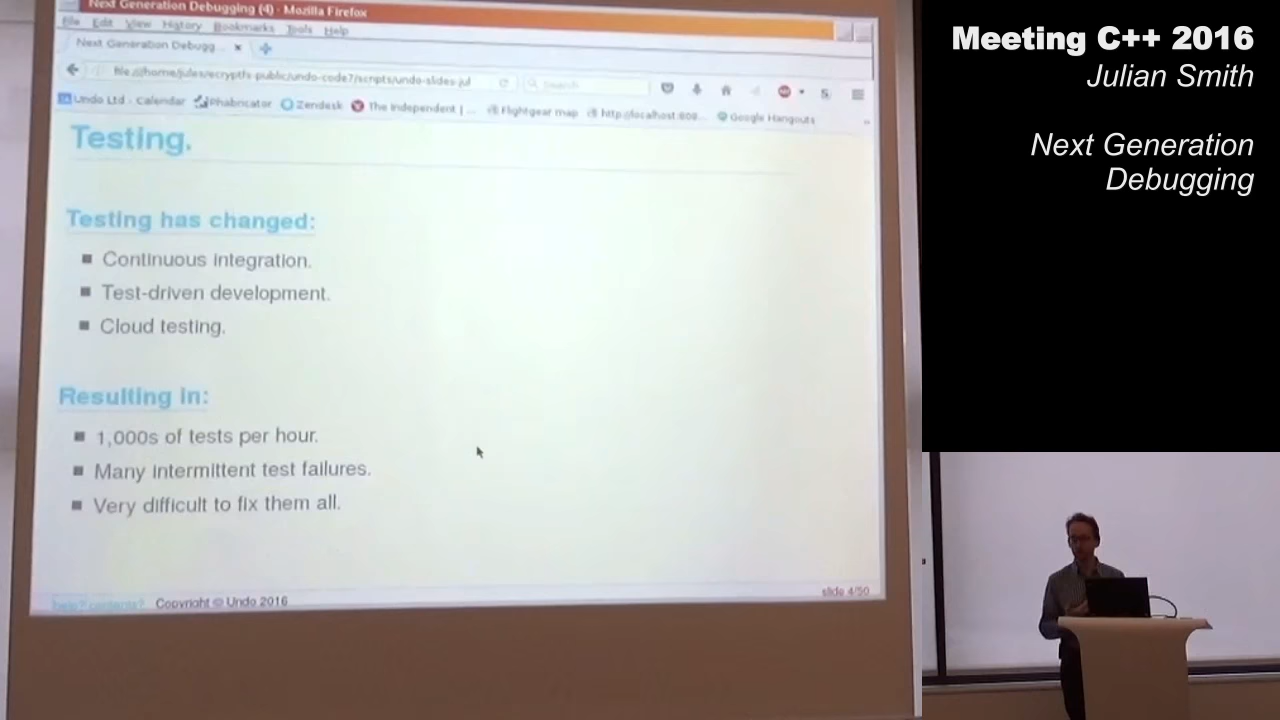 Next Generation Debugging (4) - Mozilla Firefox
File Edit View History Bookmarks Tools Help
Next Generation Debugg...
file:///home/jules/ecryptfs-public/undo-code7/scripts/undo-slides-jul
Search
Undo Ltd - Calendar Phabricator Zendesk The Independent | ... Flightgear map http://localhost:809... Google Hangouts
Testing.
Testing has changed:
Continuous integration.
Test-driven development.
Cloud testing.
Resulting in:
1,000s of tests per hour.
Many intermittent test failures.
Very difficult to fix them all.
Copyright © Undo 2016
slide 4/50
Meeting C++ 2016
Julian Smith
Next Generation
Debugging